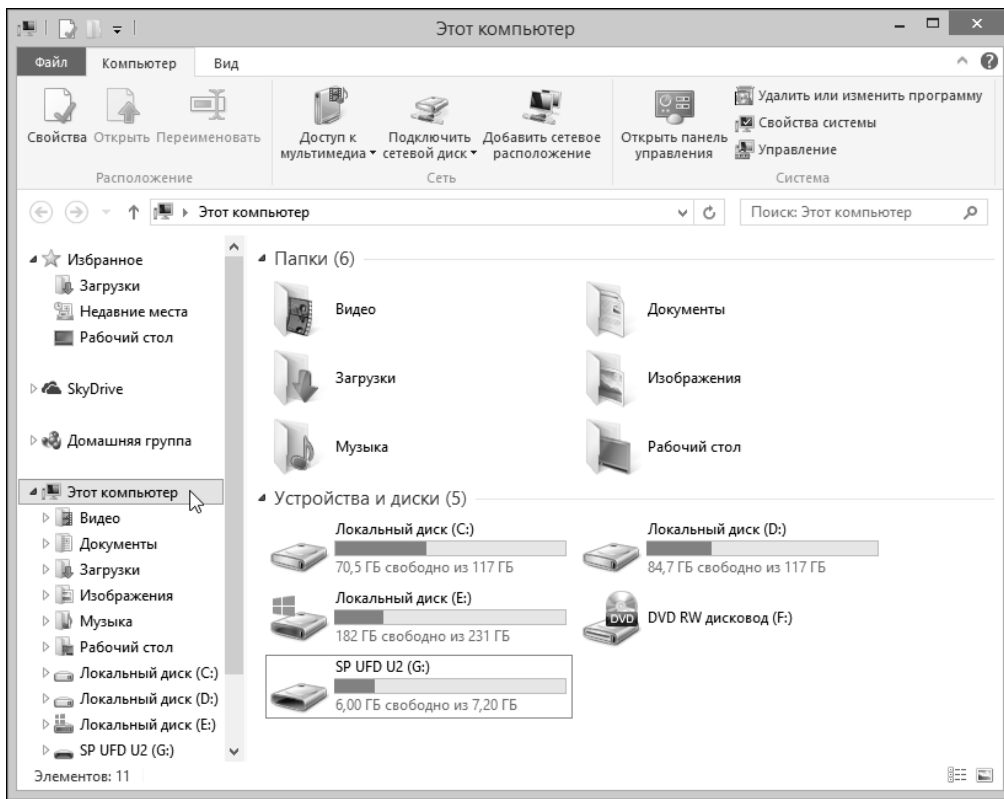 Этот компьютер
Файл Компьютер Вид
Свойства Открыть Переименовать
Расположение
Доступ к мультимедиа
Подключить сетевой диск
Добавить сетевое расположение
Сеть
Открыть панель управления
Удалить или изменить программу
Свойства системы
Управление
Система
Этот компьютер
Поиск: Этот компьютер
Избранное
Загрузки
Недавние места
Рабочий стол
SkyDrive
Домашняя группа
Этот компьютер
Видео
Документы
Загрузки
Изображения
Музыка
Рабочий стол
Локальный диск (C:)
Локальный диск (D:)
Локальный диск (E:)
SP UFD U2 (G:)
Папки (6)
Видео
Документы
Загрузки
Изображения
Музыка
Рабочий стол
Устройства и диски (5)
Локальный диск (C:)
70,5 ГБ свободно из 117 ГБ
Локальный диск (D:)
84,7 ГБ свободно из 117 ГБ
Локальный диск (E:)
182 ГБ свободно из 231 ГБ
DVD
DVD RW дисковод (F:)
SP UFD U2 (G:)
6,00 ГБ свободно из 7,20 ГБ
Элементов: 11